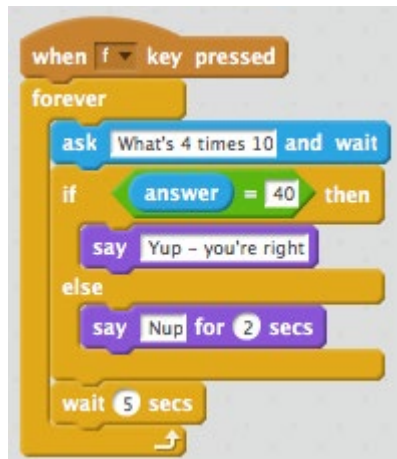 when f key pressed
forever
ask What's 4 times 10 and wait
if answer = 40 then
say Yup – you're right
else
say Nup for 2 secs
wait 5 secs